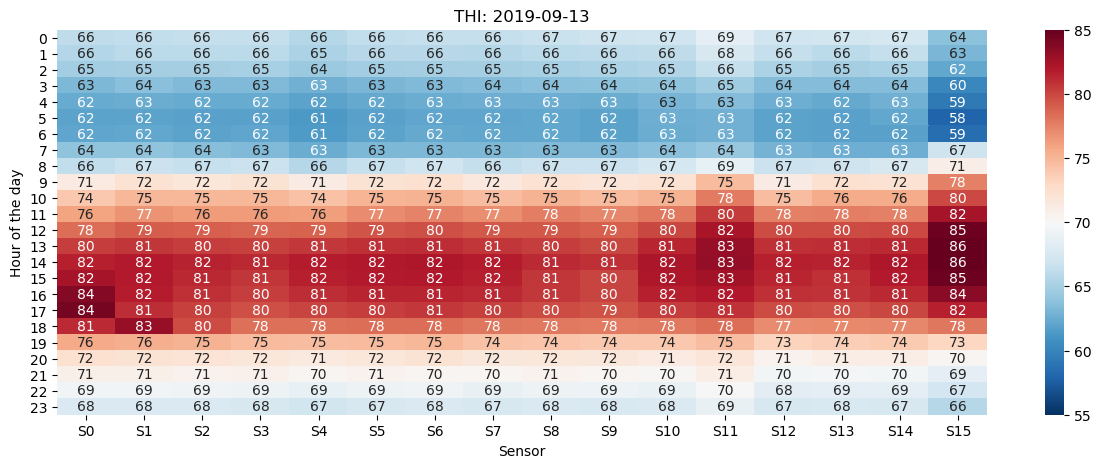 THI: 2019-09-13
Hour of the day
0 66 66 66 66 66 66 66 66 67 67 67 69 67 67 67 64
1 66 66 66 66 65 66 66 66 66 66 66 68 66 66 66 63
2 65 65 65 65 64 65 65 65 65 65 65 66 65 65 65 62
3 63 64 63 63 63 63 63 64 64 64 64 65 64 64 64 60
4 62 63 62 62 62 62 63 63 63 62 63 63 63 62 63 59
5 62 62 62 62 61 62 62 62 62 62 63 63 62 62 62 58
6 62 62 62 62 61 62 62 62 62 62 63 63 62 62 62 59
7 64 64 64 63 63 63 63 63 63 63 64 64 63 63 63 67
8 66 67 67 67 66 67 67 66 67 67 67 69 67 67 67 71
9 71 72 72 72 71 72 72 72 72 72 72 75 71 72 72 78
10 74 75 75 75 74 75 75 75 75 75 75 78 75 76 76 80
11 76 77 76 76 76 77 77 77 78 77 78 80 78 78 78 82
12 78 79 79 79 79 79 80 79 79 79 80 82 80 80 80 85
13 80 81 80 80 81 81 81 81 80 80 81 83 81 81 81 86
14 82 82 82 81 82 82 82 82 81 81 82 83 82 82 82 86
15 82 82 81 81 82 82 82 82 81 80 82 83 81 81 82 85
16 84 82 81 80 81 81 81 81 81 80 82 82 81 81 81 84
17 84 81 80 80 80 80 81 80 80 79 80 81 80 80 80 82
18 81 83 80 78 78 78 78 78 78 78 78 78 77 77 77 78
19 76 76 75 75 75 75 75 74 74 74 74 75 73 74 74 73
20 72 72 72 72 71 72 72 72 71 71 71 72 71 71 71 70
21 71 71 71 71 70 71 70 70 71 70 70 71 70 70 70 69
22 69 69 69 69 69 69 69 69 69 69 69 70 68 69 69 67
23 68 68 68 68 67 67 68 67 68 68 68 69 67 68 67 66
S0 S1 S2 S3 S4 S5 S6 S7 S8 S9 S10 S11 S12 S13 S14 S15
Sensor
85
80
75
70
65
60
55